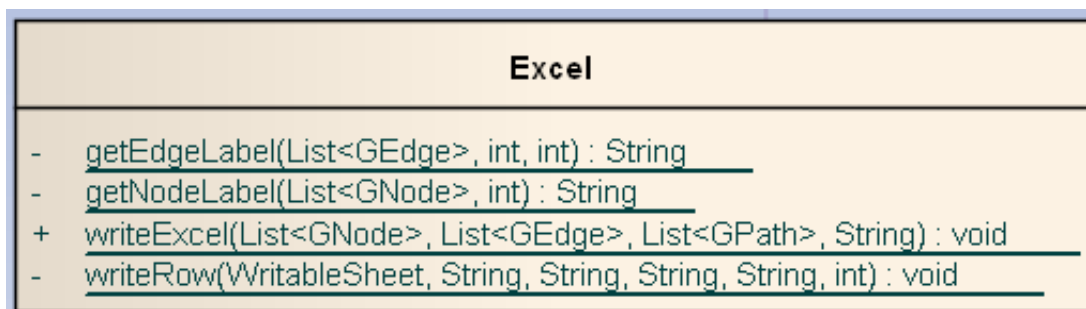 Excel
- getEdgeLabel(List<GEdge>, int, int) : String
- getNodeLabel(List<GNode>, int) : String
+ writeExcel(List<GNode>, List<GEdge>, List<GPath>, String) : void
- writeRow(WritableSheet, String, String, String, String, int) : void